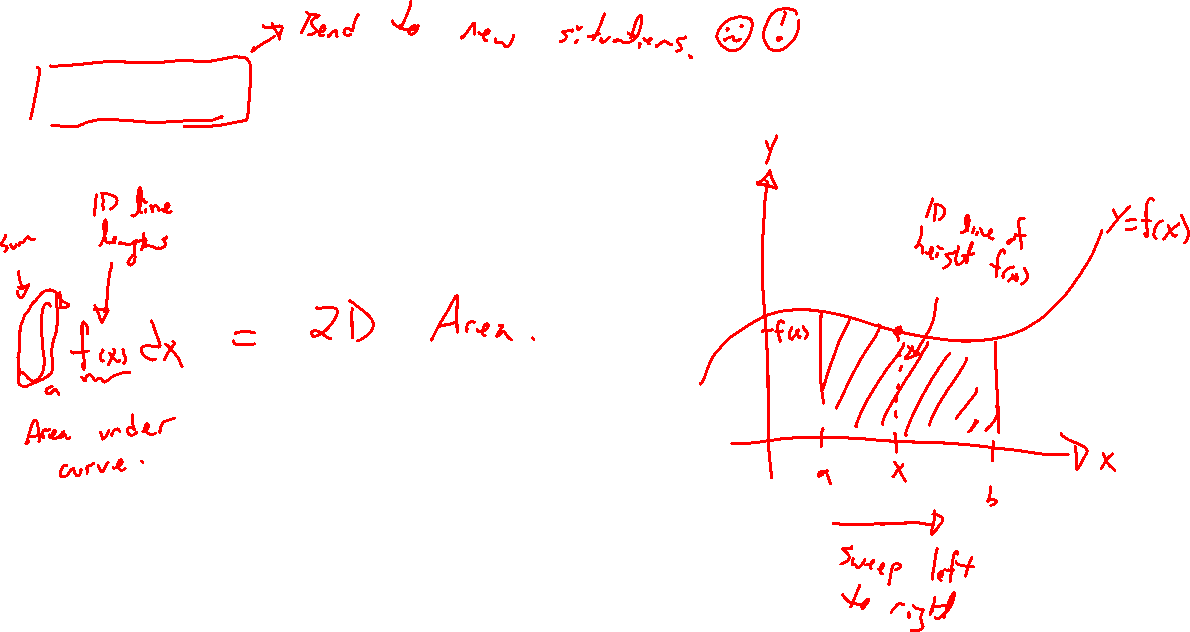 Bend to new situations.
1D line
lengths
sum
∫ₐᵇ f(x) dx = 2D Area.
Area under
curve.
y
1D line of
height f(x)
y=f(x)
f(x)
a x b x
sweep left
to right